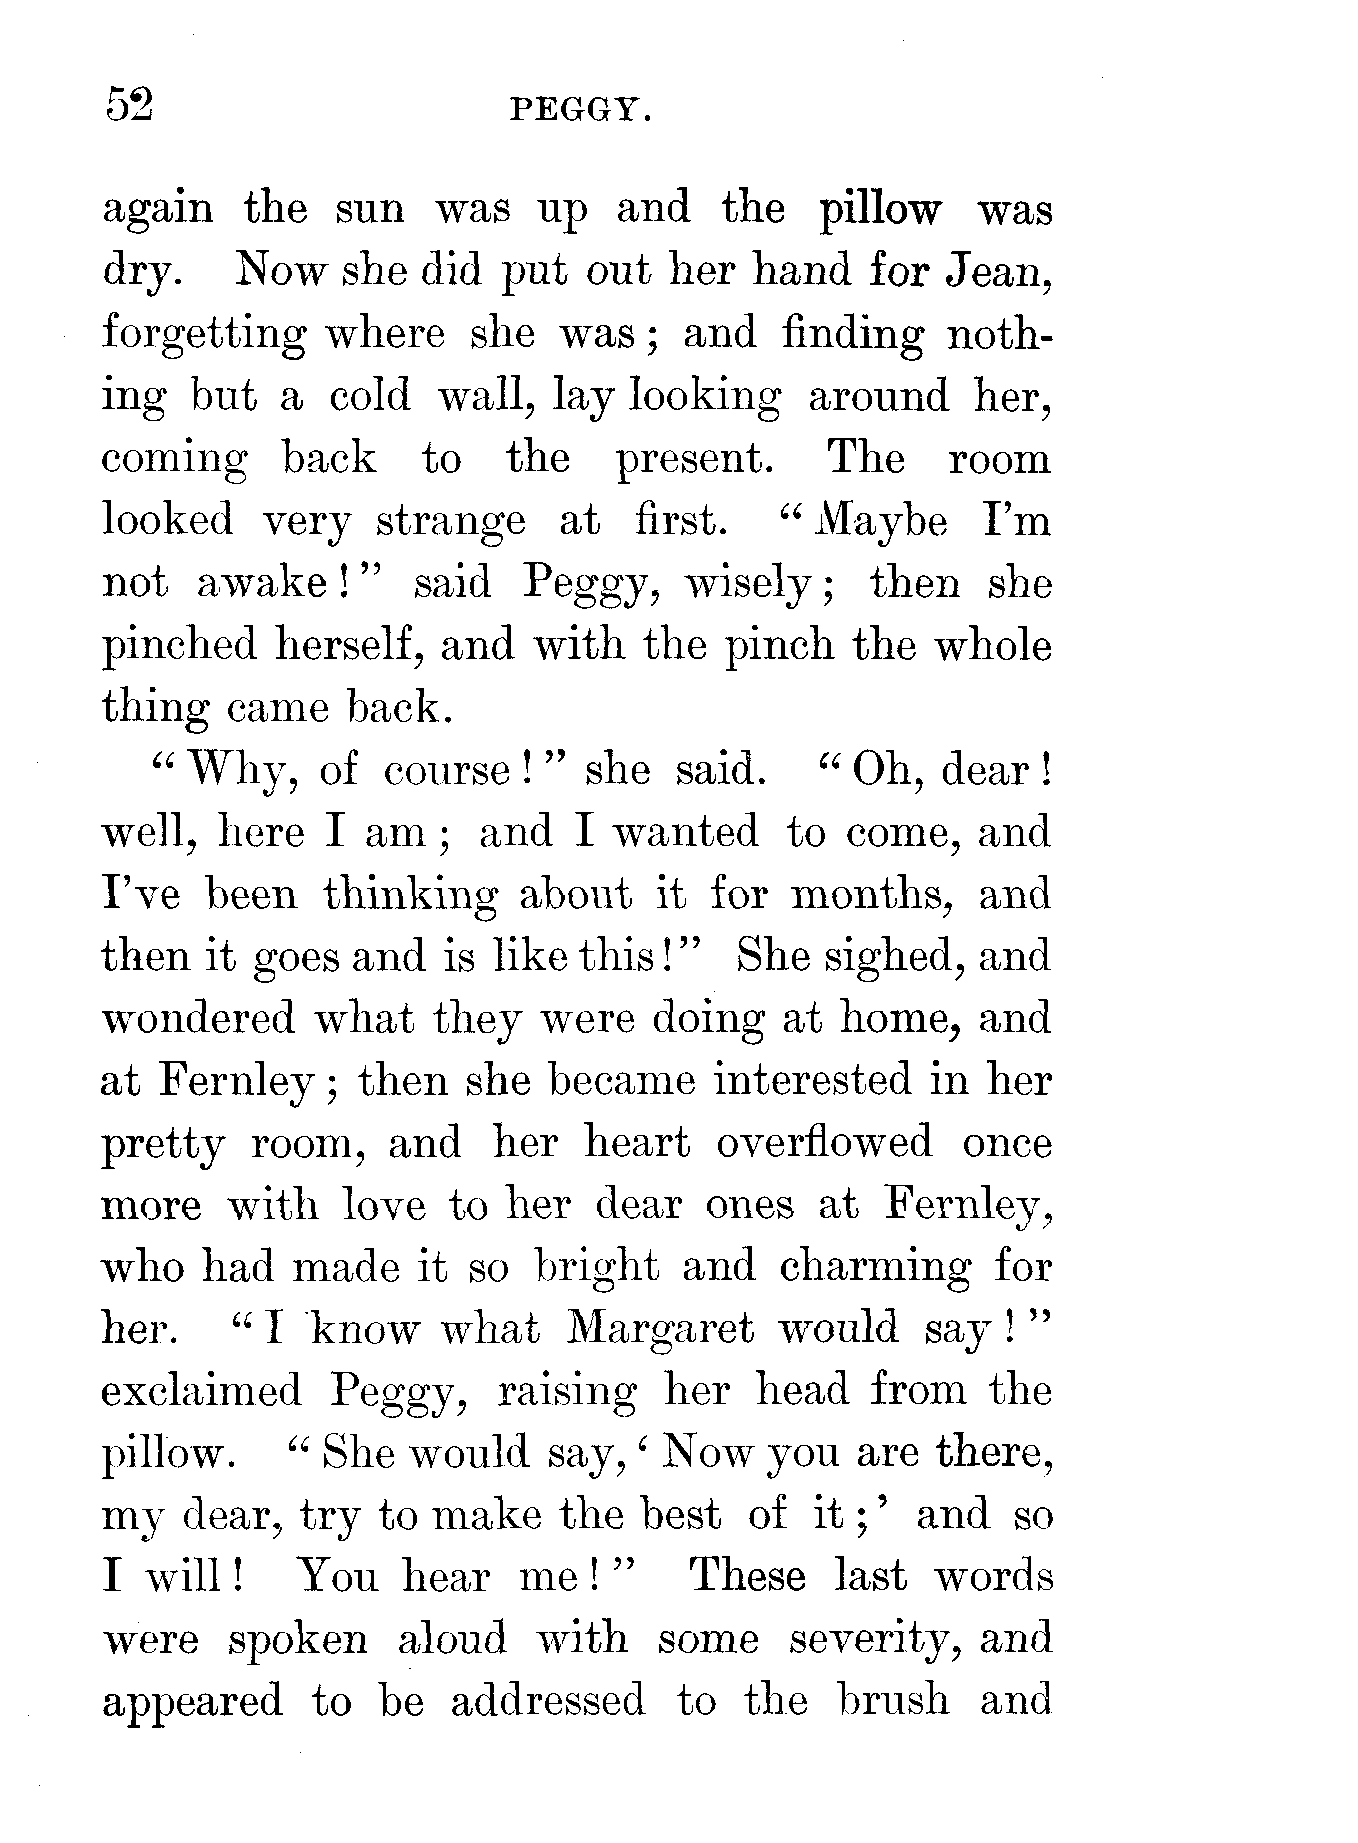 52 PEGGY.
again the sun was up and the pillow was
dry. Now she did put out her hand for Jean,
forgetting where she was ; and finding noth-
ing but a cold wall, lay looking around her,
coming back to the present. The room
looked very strange at first. “ Maybe I’m
not awake ! ” said Peggy, wisely ; then she
pinched herself, and with the pinch the whole
thing came back.
“ Why, of course ! ” she said. “ Oh, dear !
well, here I am ; and I wanted to come, and
I’ve been thinking about it for months, and
then it goes and is like this ! ” She sighed, and
wondered what they were doing at home, and
at Fernley ; then she became interested in her
pretty room, and her heart overflowed once
more with love to her dear ones at Fernley,
who had made it so bright and charming for
her. “ I know what Margaret would say ! ”
exclaimed Peggy, raising her head from the
pillow. “ She would say, ‘ Now you are there,
my dear, try to make the best of it ; ’ and so
I will ! You hear me ! ” These last words
were spoken aloud with some severity, and
appeared to be addressed to the brush and